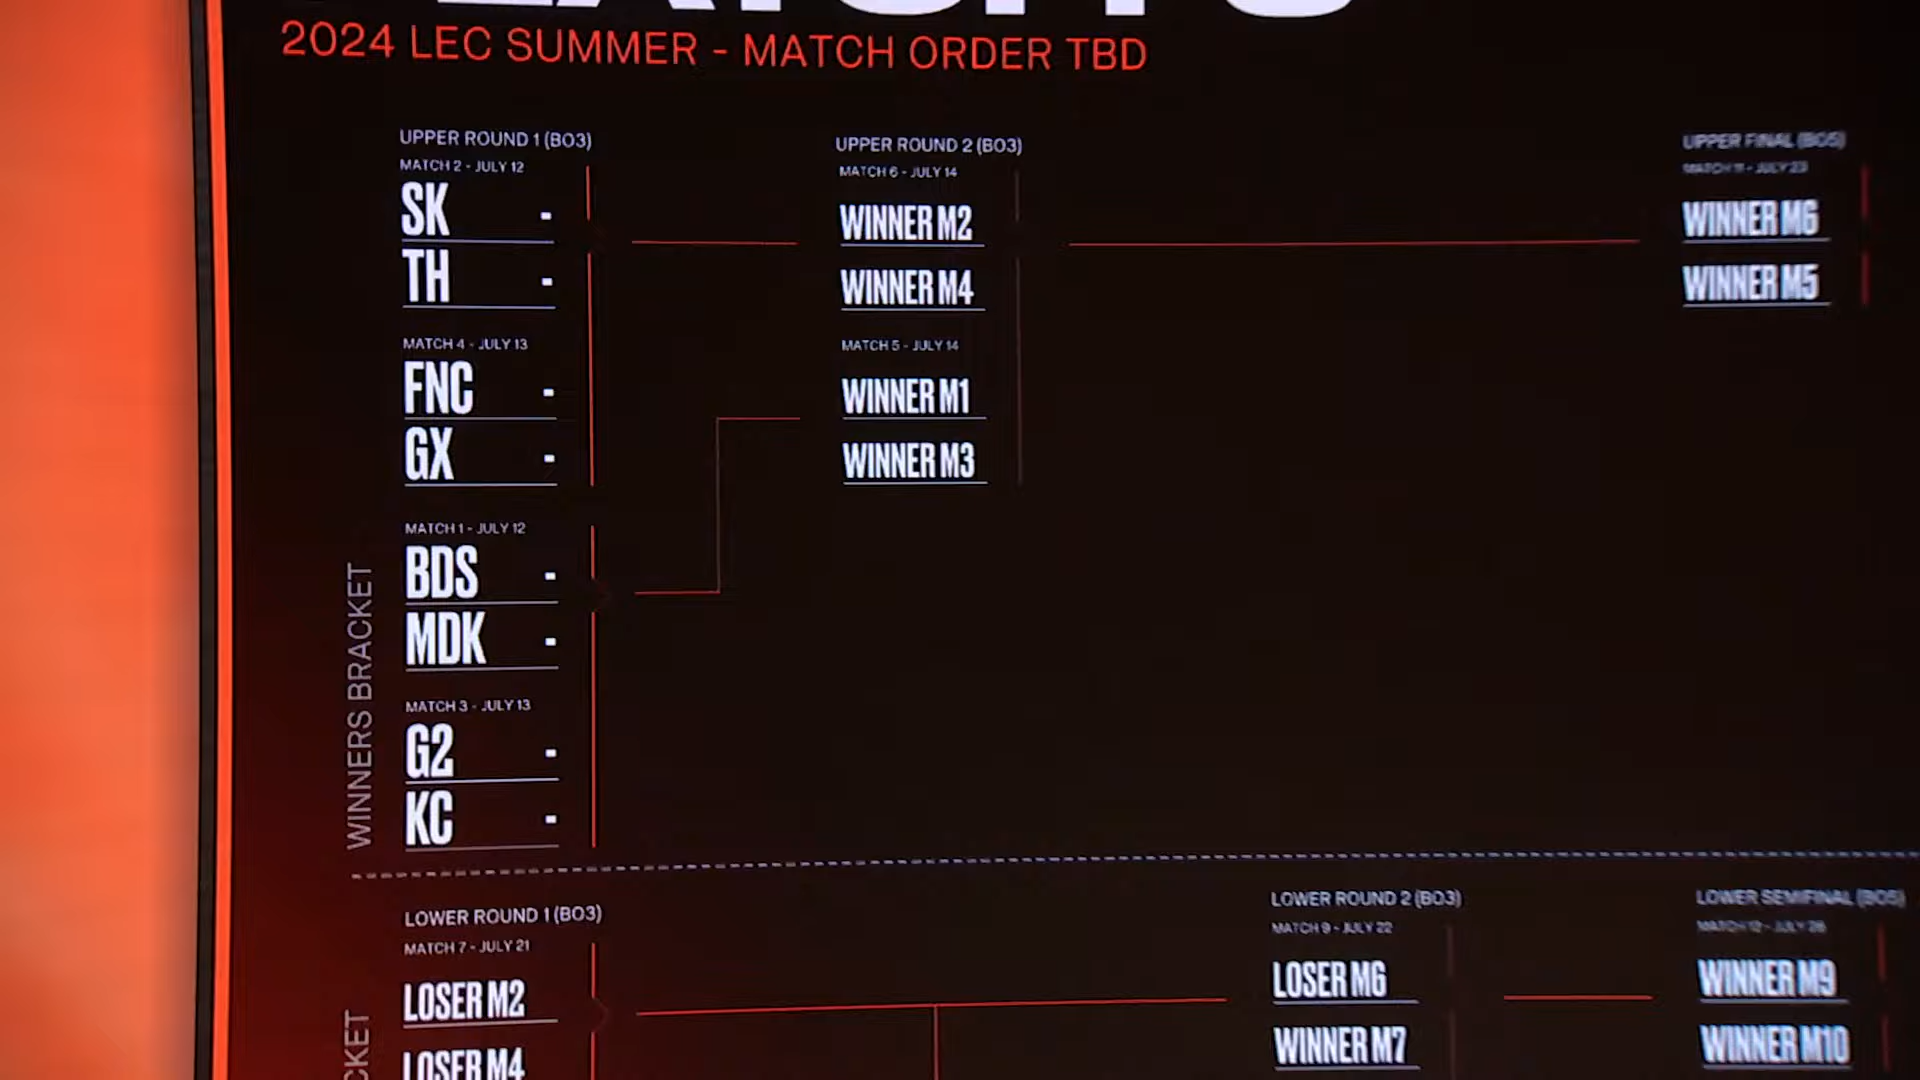 2024 LEC SUMMER - MATCH ORDER TBD
UPPER ROUND 1 (BO3)
MATCH 2 - JULY 12
SK -
TH -
MATCH 4 - JULY 13
FNC -
GX -
MATCH 1 - JULY 12
BDS -
MDK -
MATCH 3 - JULY 13
G2 -
KC -
UPPER ROUND 2 (BO3)
MATCH 6 - JULY 14
WINNER M2
WINNER M4
MATCH 5 - JULY 14
WINNER M1
WINNER M3
UPPER FINAL (BO5)
MATCH 11 - JULY 23
WINNER M6
WINNER M5
WINNERS BRACKET
LOWER ROUND 1 (BO3)
MATCH 7 - JULY 21
LOSER M2
LOSER M4
LOWER ROUND 2 (BO3)
MATCH 9 - JULY 22
LOSER M6
WINNER M7
LOWER SEMIFINAL (BO5)
WINNER M9
WINNER M10